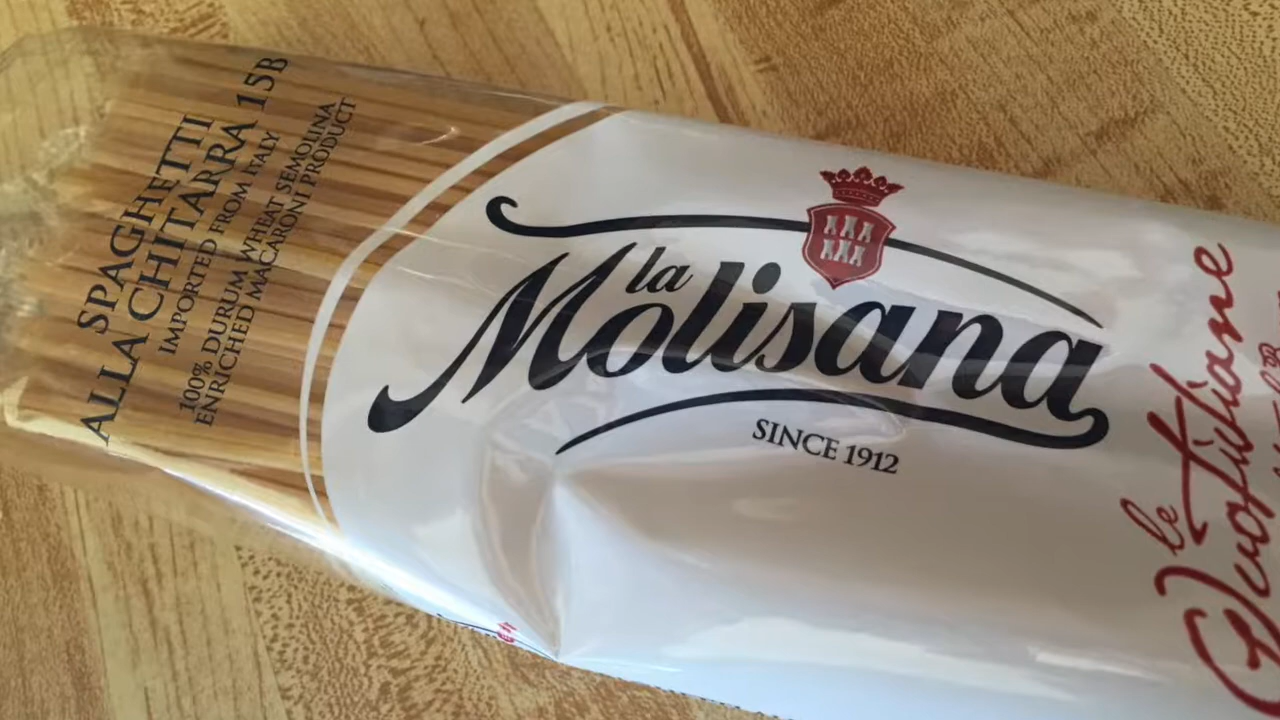 SPAGHETTI
ALLA CHITARRA 15B
IMPORTED FROM ITALY
100% DURUM WHEAT SEMOLINA
ENRICHED MACARONI PRODUCT
la
Molisana
SINCE 1912
le